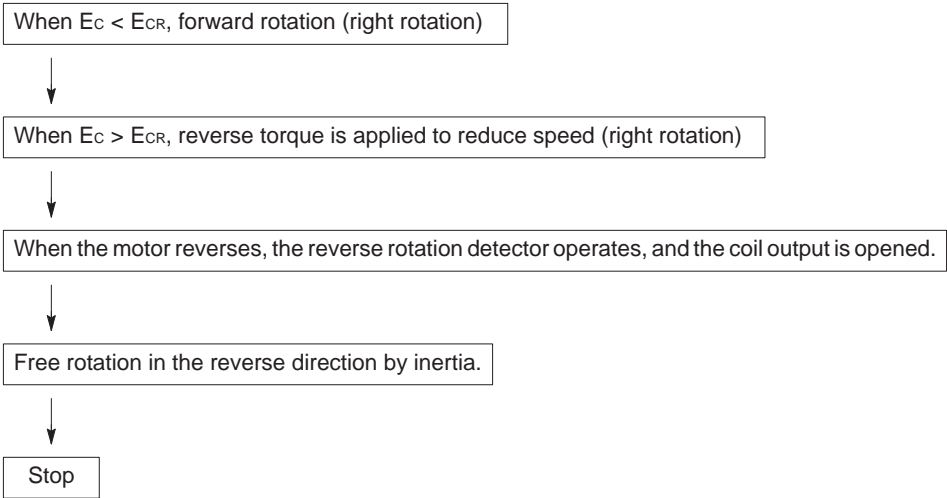 When EC < ECR, forward rotation (right rotation)
When EC > ECR, reverse torque is applied to reduce speed (right rotation)
When the motor reverses, the reverse rotation detector operates, and the coil output is opened.
Free rotation in the reverse direction by inertia.
Stop